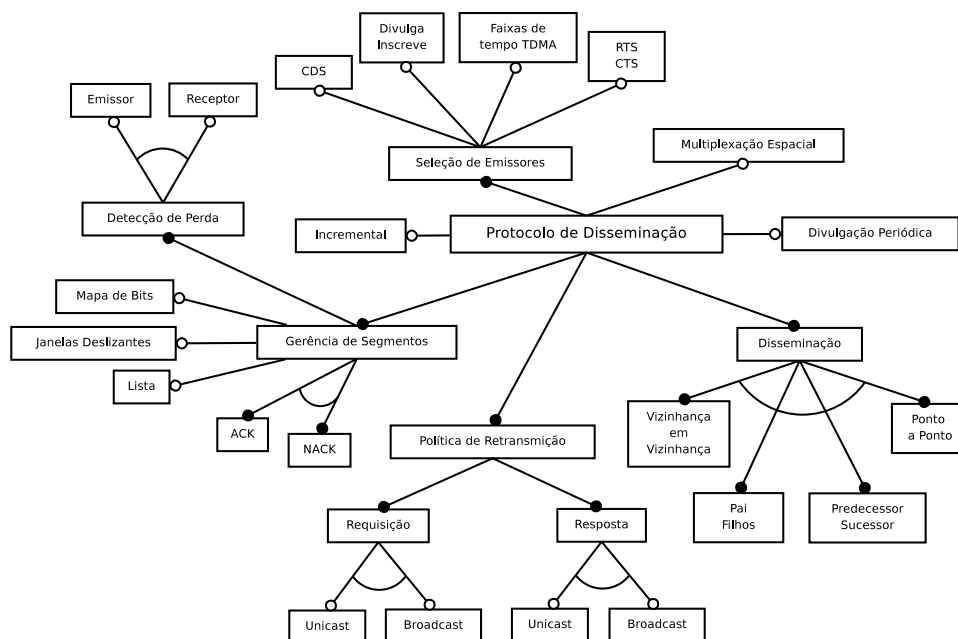 Divulga
Inscreve
Faixas de
tempo TDMA
RTS
CTS
CDS
Emissor
Receptor
Multiplexação Espacial
Seleção de Emissores
Detecção de Perda
Incremental
Protocolo de Disseminação
Divulgação Periódica
Mapa de Bits
Janelas Deslizantes
Gerência de Segmentos
Disseminação
Lista
ACK
NACK
Política de Retransmição
Vizinhança
em
Vizinhança
Ponto
a Ponto
Pai
Filhos
Predecessor
Sucessor
Requisição
Resposta
Unicast
Broadcast
Unicast
Broadcast